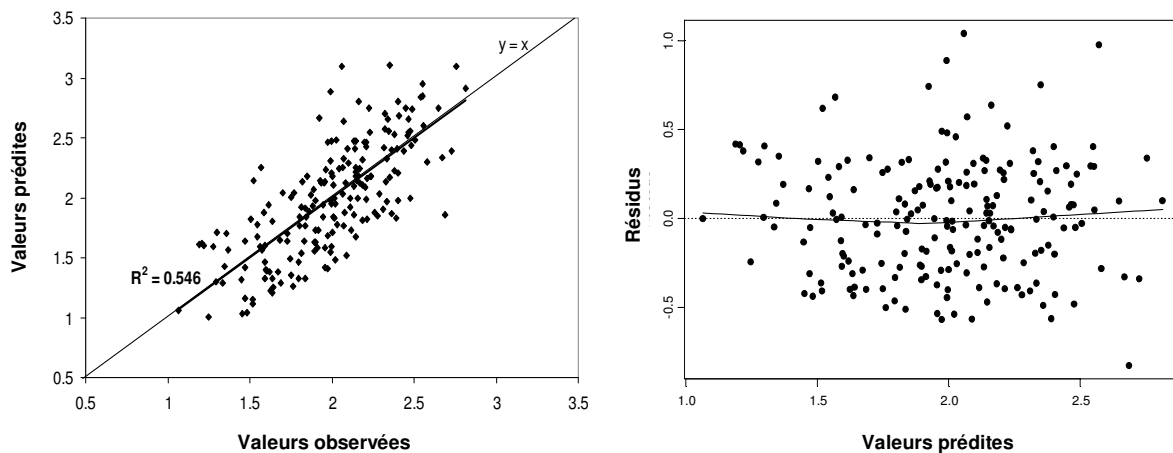 3.5
3
2.5
2
1.5
1
0.5
0.5 1 1.5 2 2.5 3 3.5
Valeurs prédites
Valeurs observées
y = x
R² = 0.546
1.0
0.5
0.0
-0.5
1.0 1.5 2.0 2.5
Résidus
Valeurs prédites